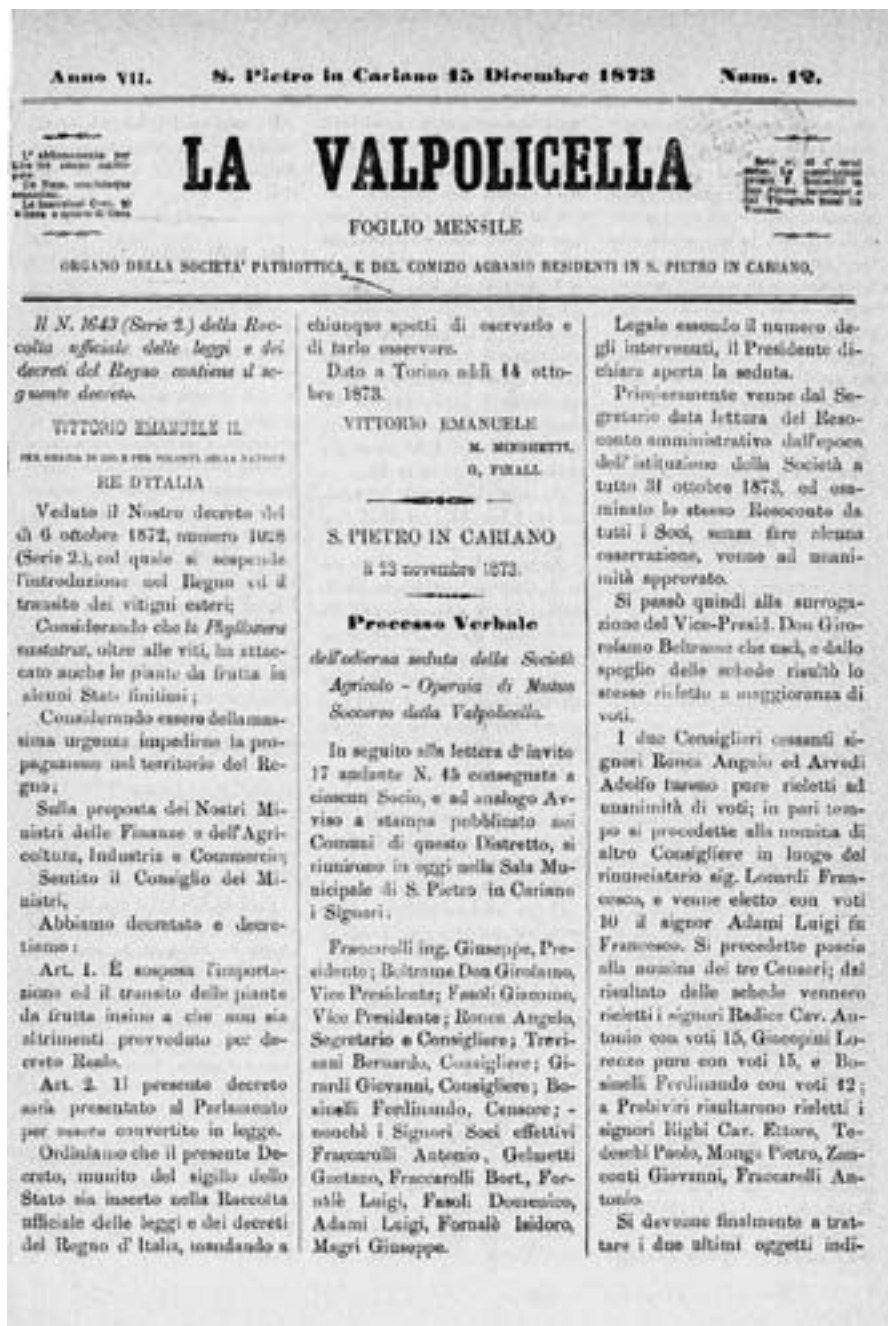 Anno VII.
S. Pietro in Cariano 15 Dicembre 1873
Num. 12.
L' abbonamento per
LA VALPOLICELLA
FOGLIO MENSILE
ORGANO DELLA SOCIETA' PATRIOTTICA, E DEL COMIZIO AGRARIO RESIDENTI IN S. PIETRO IN CARIANO.
Il N. 1643 (Serie 2.) della Rac-
colta ufficiale delle leggi e dei
decreti del Regno contiene il se-
guente decreto.
VITTORIO EMANUELE II.
PER GRAZIA DI DIO E PER VOLONTÀ DELLA NAZIONE
RE D'ITALIA
Veduto il Nostro decreto del
dì 6 ottobre 1872, numero 1028
(Serie 2.), col quale si sospende
l'introduzione nel Regno ed il
transito dei vitigni esteri;
Considerando che la Phylloxera
vastatrix, oltre alle viti, ha attac-
cato anche le piante da frutta in
alcuni Stati finitimi;
Considerando essere della mas-
sima urgenza impedirne la pro-
pagazione nel territorio del Re-
gno;
Sulla proposta dei Nostri Mi-
nistri delle Finanze e dell'Agri-
coltura, Industria e Commercio;
Sentito il Consiglio dei Mi-
nistri,
Abbiamo decretato e decre-
tiamo:
Art. 1. È sospesa l'importa-
zione ed il transito delle piante
da frutta insino a che non sia
altrimenti provveduto per de-
creto Reale.
Art. 2. Il presente decreto
sarà presentato al Parlamento
per essere convertito in legge.
Ordiniamo che il presente De-
creto, munito del sigillo dello
Stato sia inserto nella Raccolta
ufficiale delle leggi e dei decreti
del Regno d' Italia, mandando a
chiunque spetti di osservarlo e
di farlo osservare.
Dato a Torino addì 14 otto-
bre 1873.
VITTORIO EMANUELE
M. MINGHETTI.
G. FINALI.
S. PIETRO IN CARIANO
li 23 novembre 1873.
Processo Verbale
dell'odierna seduta della Società
Agricolo - Operaia di Mutuo
Soccorso della Valpolicella.
In seguito alla lettera d' invito
17 andante N. 45 consegnata a
ciascun Socio, e ad analogo Av-
viso a stampa pubblicato nei
Comuni di questo Distretto, si
riunirono in oggi nella Sala Mu-
nicipale di S. Pietro in Cariano
i Signori:
Fraccarolli ing. Giuseppe, Pre-
sidente; Beltrame Don Girolamo,
Vice Presidente; Fasoli Giacomo,
Vice Presidente; Ronca Angelo,
Segretario e Consigliere; Trevi-
sani Bernardo, Consigliere; Gi-
rardi Giovanni, Consigliere; Bo-
sinelli Ferdinando, Censore; -
nonchè i Signori Soci effettivi
Fraccarolli Antonio, Gelmetti
Gaetano, Fraccarolli Bort., For-
nalè Luigi, Fasoli Domenico,
Adami Luigi, Fornalè Isidoro,
Magri Giuseppe.
Legale essendo il numero de-
gli intervenuti, il Presidente di-
chiara aperta la seduta.
Primieramente venne dal Se-
gretario data lettura del Reso-
conto amministrativo dall'epoca
dell' istituzione della Società a
tutto 31 ottobre 1873, ed esa-
minato lo stesso Resoconto da
tutti i Soci, senza fare alcuna
osservazione, venne ad unani-
mità approvato.
Si passò quindi alla surroga-
zione del Vice-Presid. Don Giro-
rolamo Beltrame che uscì, e dallo
spoglio delle schede risultò lo
stesso rieletto a maggioranza di
voti.
I due Consiglieri cessanti si-
gnori Ronca Angelo ed Arvedi
Adolfo furono pure rieletti ad
unanimità di voti; in pari tem-
po si procedette alla nomina di
altro Consigliere in luogo del
rinunciatario sig. Lonardi Fran-
cesco, e venne eletto con voti
10 il signor Adami Luigi fu
Francesco. Si procedette poscia
alla nomina dei tre Censori; dal
risultato delle schede vennero
rieletti i signori Radice Cav. An-
tonio con voti 15, Giacopini Lo-
renzo pure con voti 15, e Bo-
sinelli Ferdinando con voti 12;
a Probiviri risultarono rieletti i
signori Righi Cav. Ettore, Te-
deschi Paolo, Monga Pietro, Zan-
conti Giovanni, Fraccarolli An-
tonio.
Si devenne finalmente a trat-
tare i due ultimi oggetti indi-